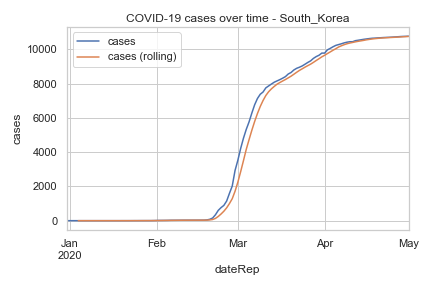 COVID-19 cases over time - South_Korea
cases
cases (rolling)
10000
8000
6000
4000
2000
0
cases
Jan Feb Mar Apr May
2020
dateRep